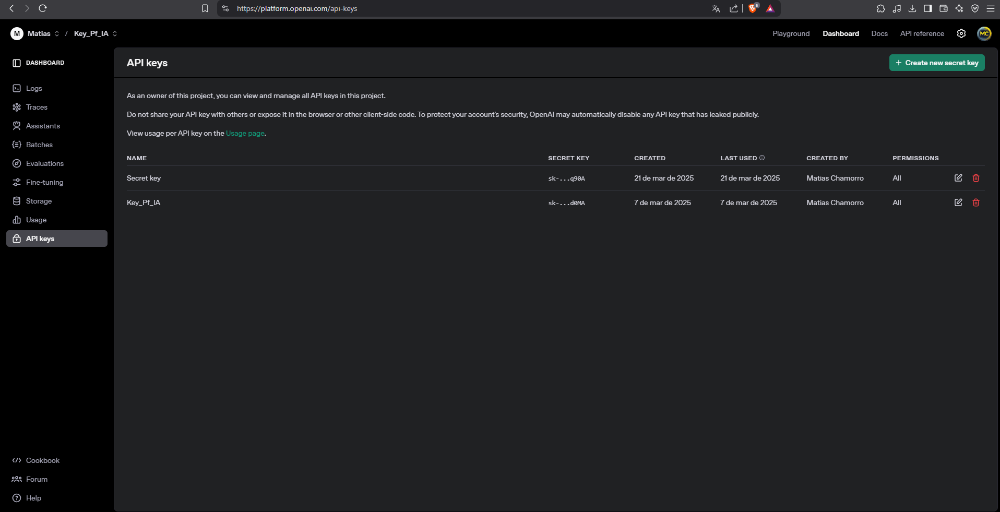 https://platform.openai.com/api-keys
6
M Matias / Key_Pf_IA
Playground Dashboard Docs API reference MC
DASHBOARD
Logs
Traces
Assistants
Batches
Evaluations
Fine-tuning
Storage
Usage
API keys
Cookbook
Forum
Help
API keys
+ Create new secret key
As an owner of this project, you can view and manage all API keys in this project.
Do not share your API key with others or expose it in the browser or other client-side code. To protect your account's security, OpenAI may automatically disable any API key that has leaked publicly.
View usage per API key on the Usage page.
NAME SECRET KEY CREATED LAST USED CREATED BY PERMISSIONS
Secret key sk-...q90A 21 de mar de 2025 21 de mar de 2025 Matias Chamorro All
Key_Pf_IA sk-...d0MA 7 de mar de 2025 7 de mar de 2025 Matias Chamorro All